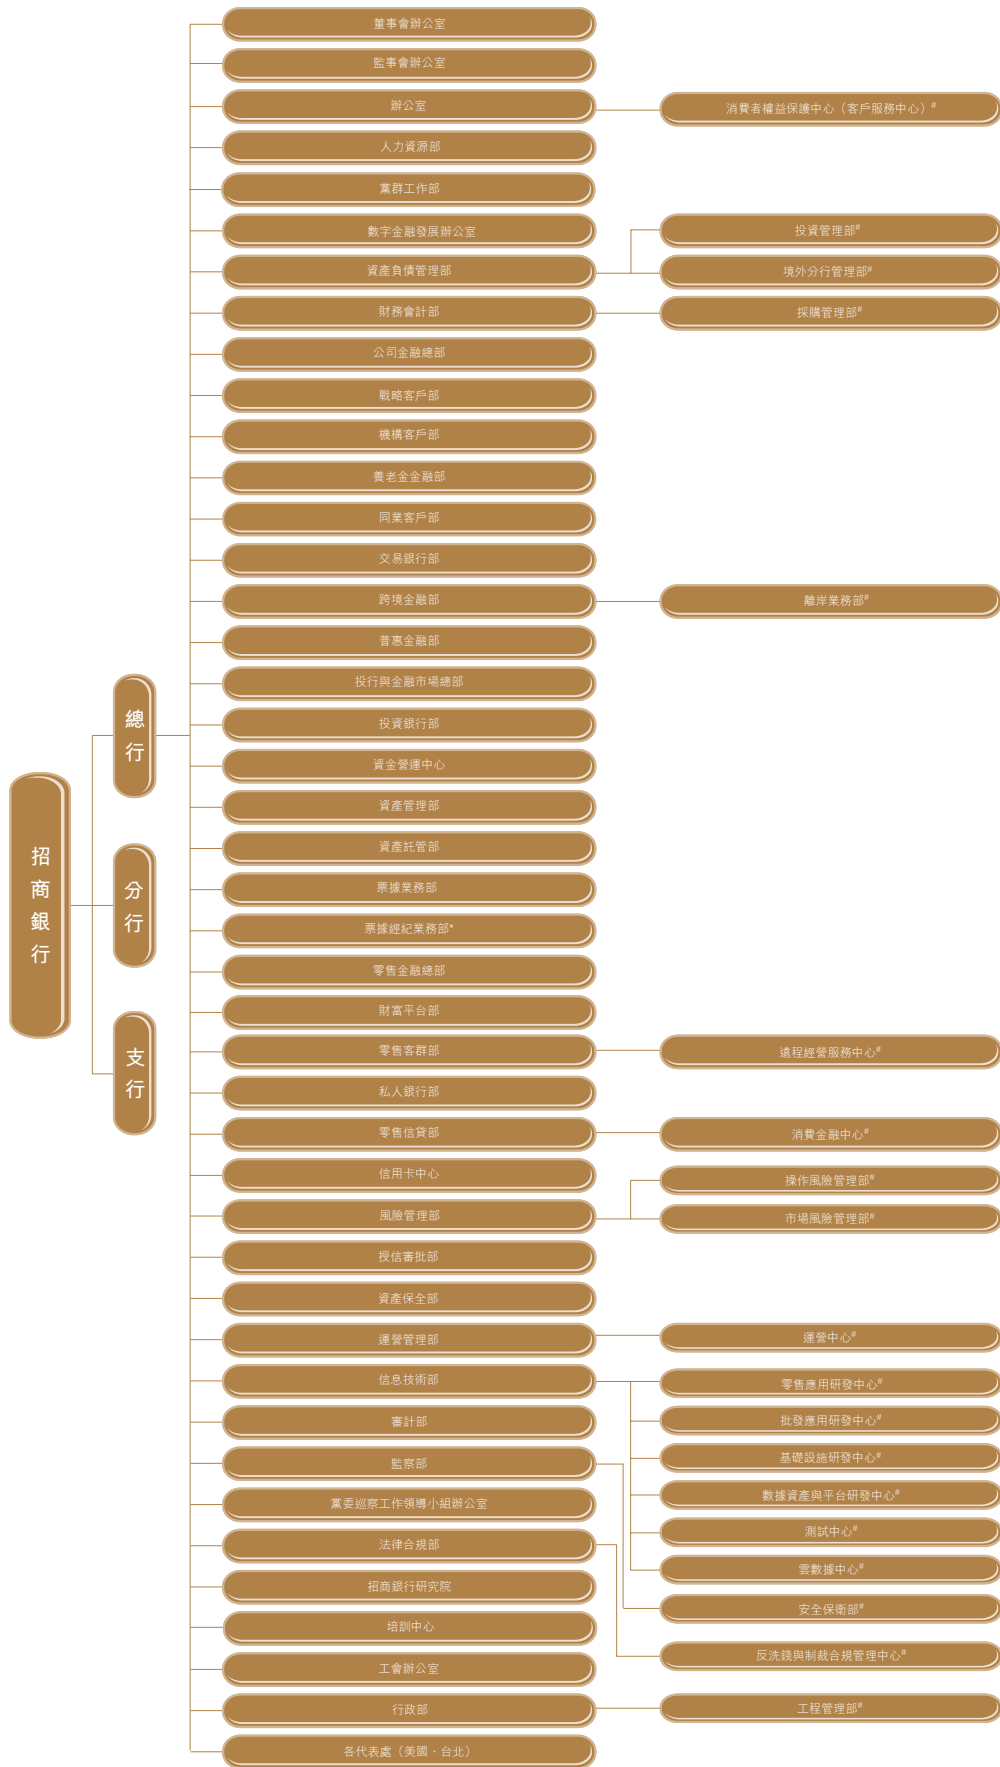 招商銀行
總行
分行
支行
董事會辦公室
監事會辦公室
辦公室
消費者權益保護中心（客戶服務中心）#
人力資源部
黨群工作部
數字金融發展辦公室
投資管理部#
資產負債管理部
境外分行管理部#
財務會計部
採購管理部#
公司金融總部
戰略客戶部
機構客戶部
養老金金融部
同業客戶部
交易銀行部
跨境金融部
離岸業務部#
普惠金融部
投行與金融市場總部
投資銀行部
資金營運中心
資產管理部
資產託管部
票據業務部
票據經紀業務部*
零售金融總部
財富平台部
零售客群部
遠程經營服務中心#
私人銀行部
零售信貸部
消費金融中心#
信用卡中心
操作風險管理部#
風險管理部
市場風險管理部#
授信審批部
資產保全部
運營管理部
運營中心#
信息技術部
零售應用研發中心#
批發應用研發中心#
基礎設施研發中心#
數據資產與平台研發中心#
測試中心#
雲數據中心#
審計部
監察部
安全保衛部#
黨委巡察工作領導小組辦公室
法律合規部
反洗錢與制裁合規管理中心#
招商銀行研究院
培訓中心
工會辦公室
行政部
工程管理部#
各代表處（美國、台北）